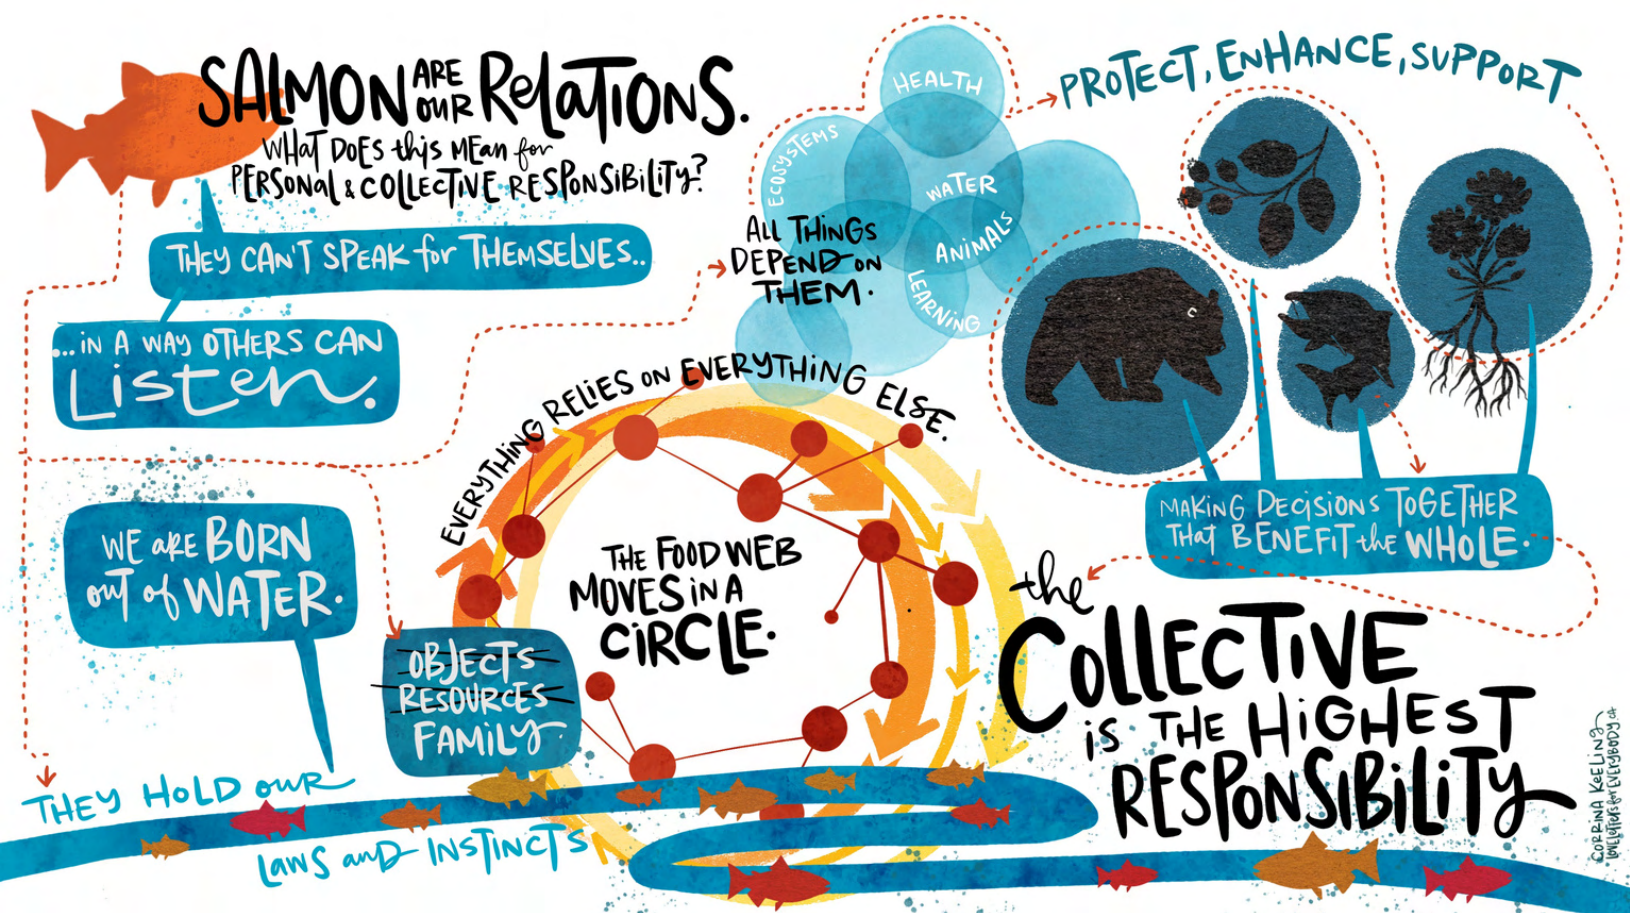 SALMON ARE OUR RELATIONS.
WHAT DOES this MEAN for
PERSONAL & COLLECTIVE RESPONSIBILITY?
THEY CAN'T SPEAK for THEMSELVES..
...IN A WAY OTHERS CAN
LISTEN.
WE are BORN
out of WATER.
THEY HOLD our
LAWS and INSTINCTS
OBJECTS
RESOURCES
FAMILY.
EVERYTHING RELIES ON EVERYTHING ELSE.
THE FOOD WEB
MOVES IN A
CIRCLE.
ALL THINGS
DEPEND ON
THEM.
HEALTH
ECOSYSTEMS
WATER
ANIMALS
LEARNING
PROTECT, ENHANCE, SUPPORT
MAKING DECISIONS TOGETHER
THAT BENEFIT the WHOLE.
the
COLLECTIVE
IS THE HIGHEST
RESPONSIBILITY
CORRINA KEELING
LOVELETTERSforEVERYBODY.CA